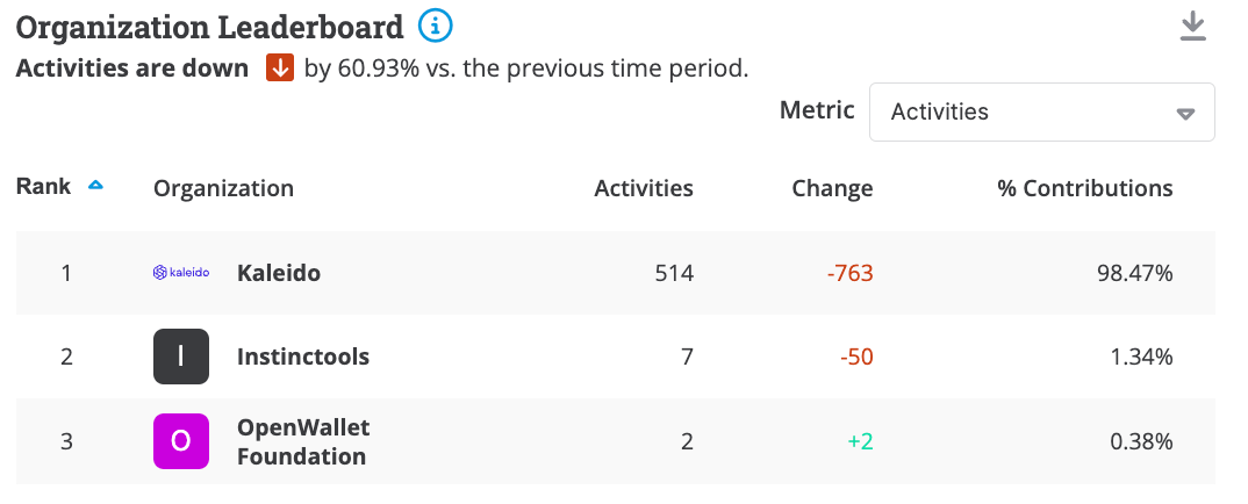 Organization Leaderboard
Activities are down by 60.93% vs. the previous time period.
Metric Activities
Rank Organization Activities Change % Contributions
1 kaleido Kaleido 514 -763 98.47%
2 I Instinctools 7 -50 1.34%
3 O OpenWallet Foundation 2 +2 0.38%